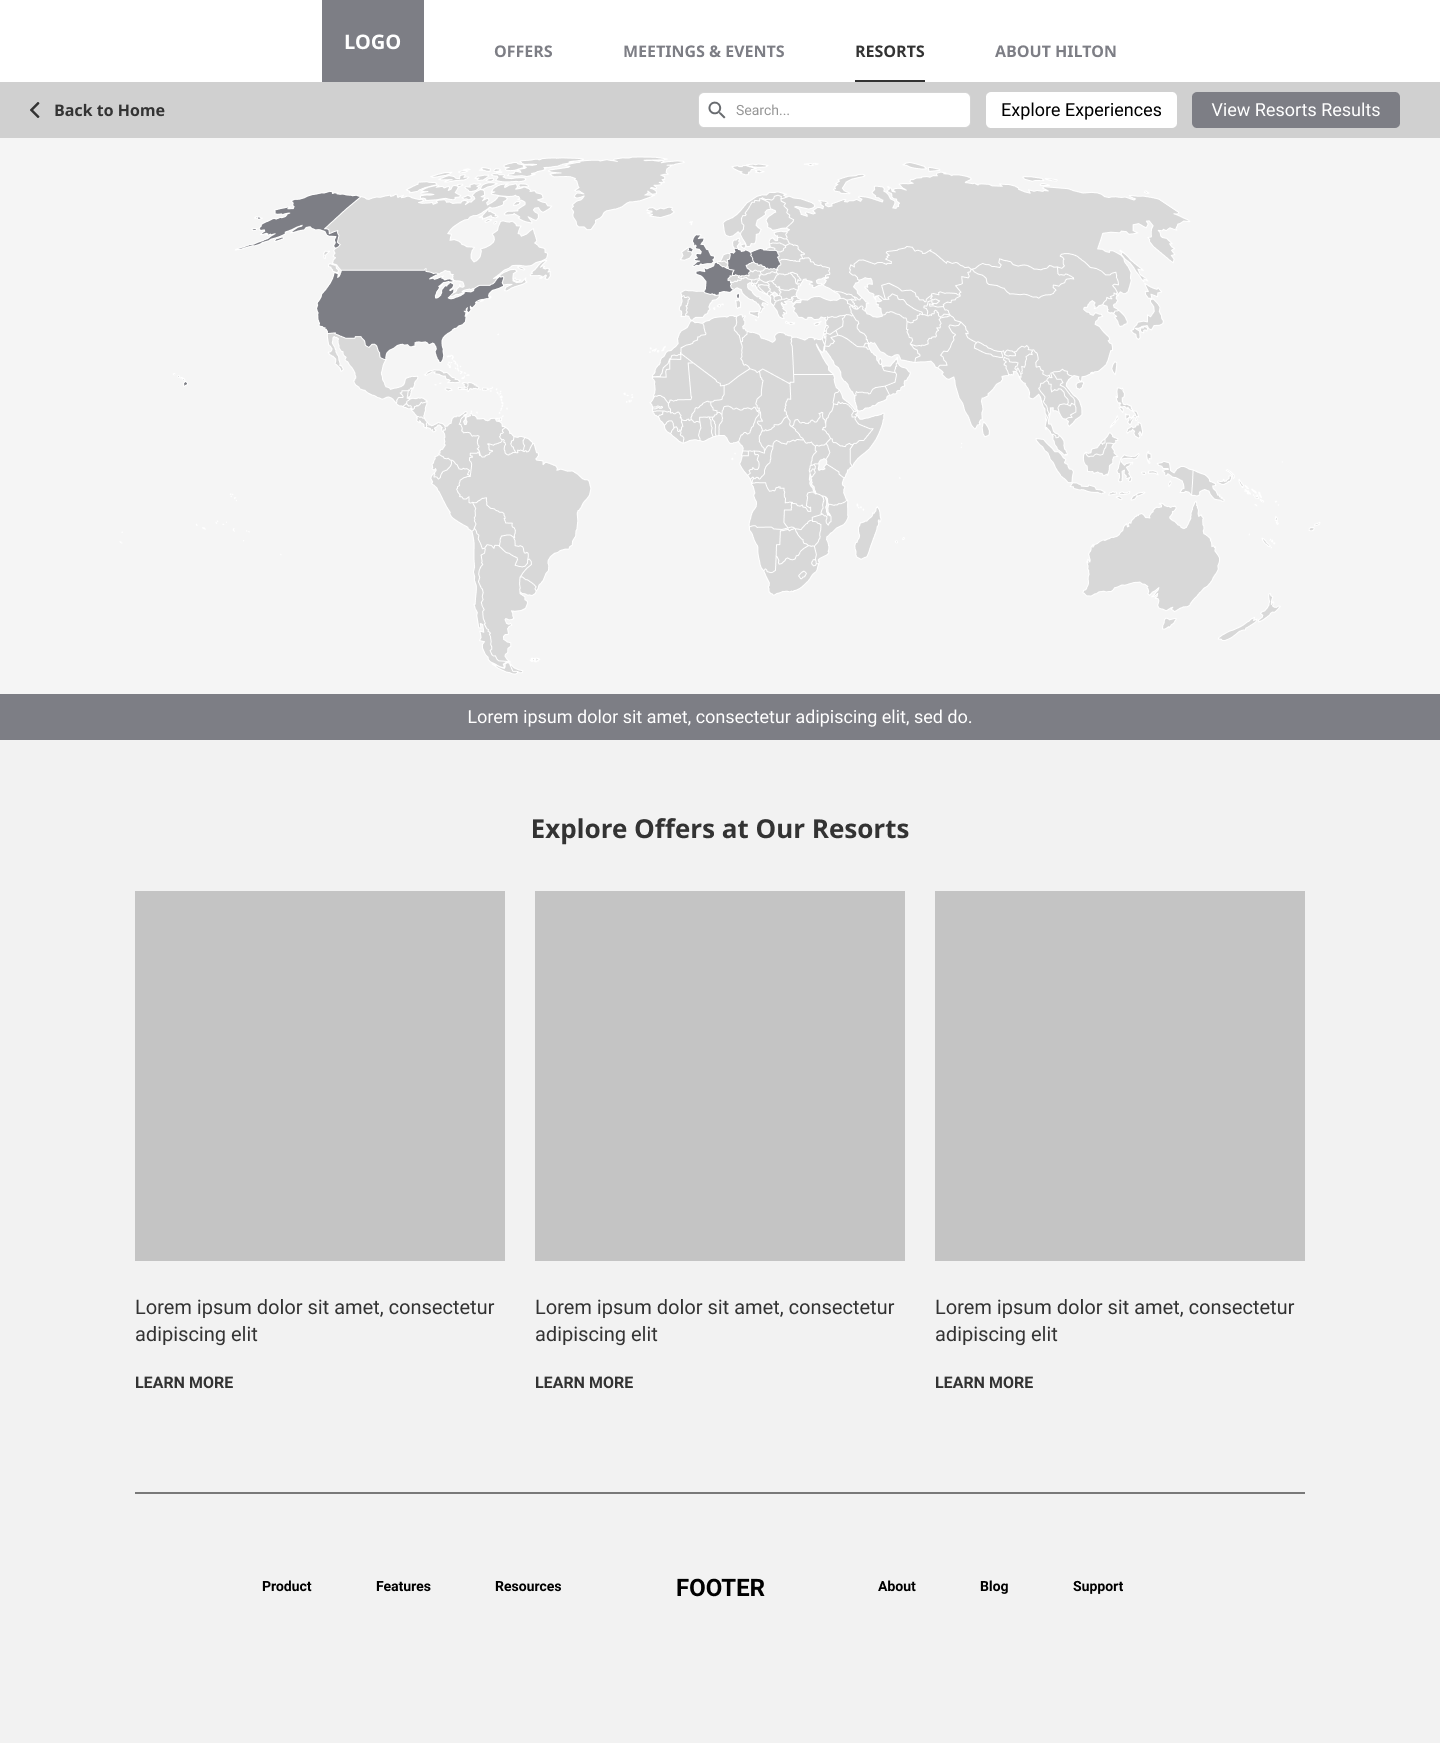 LOGO
OFFERS
MEETINGS & EVENTS
RESORTS
ABOUT HILTON
Back to Home
Search...
Explore Experiences
View Resorts Results
Lorem ipsum dolor sit amet, consectetur adipiscing elit, sed do.
Explore Offers at Our Resorts
Lorem ipsum dolor sit amet, consectetur
adipiscing elit
LEARN MORE
Lorem ipsum dolor sit amet, consectetur
adipiscing elit
LEARN MORE
Lorem ipsum dolor sit amet, consectetur
adipiscing elit
LEARN MORE
Product
Features
Resources
FOOTER
About
Blog
Support